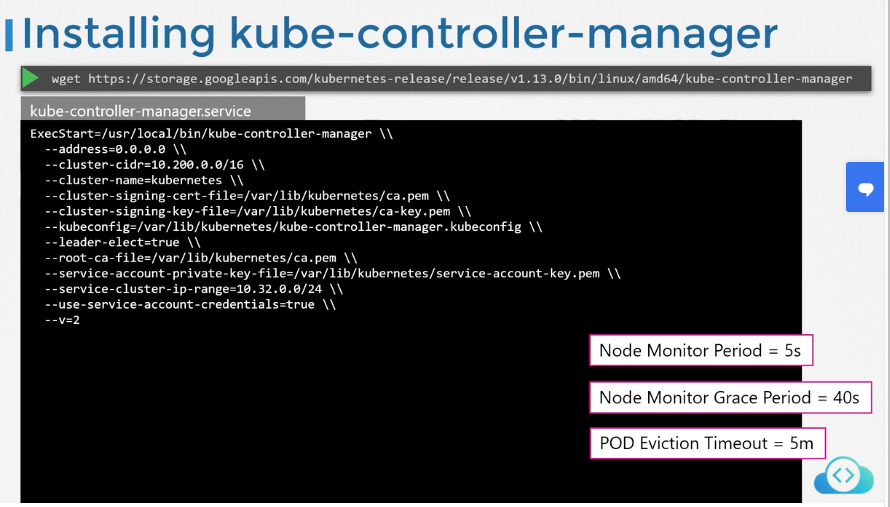 Installing kube-controller-manager
wget https://storage.googleapis.com/kubernetes-release/release/v1.13.0/bin/linux/amd64/kube-controller-manager
kube-controller-manager.service
ExecStart=/usr/local/bin/kube-controller-manager \\
--address=0.0.0.0 \\
--cluster-cidr=10.200.0.0/16 \\
--cluster-name=kubernetes \\
--cluster-signing-cert-file=/var/lib/kubernetes/ca.pem \\
--cluster-signing-key-file=/var/lib/kubernetes/ca-key.pem \\
--kubeconfig=/var/lib/kubernetes/kube-controller-manager.kubeconfig \\
--leader-elect=true \\
--root-ca-file=/var/lib/kubernetes/ca.pem \\
--service-account-private-key-file=/var/lib/kubernetes/service-account-key.pem \\
--service-cluster-ip-range=10.32.0.0/24 \\
--use-service-account-credentials=true \\
--v=2
Node Monitor Period = 5s
Node Monitor Grace Period = 40s
POD Eviction Timeout = 5m